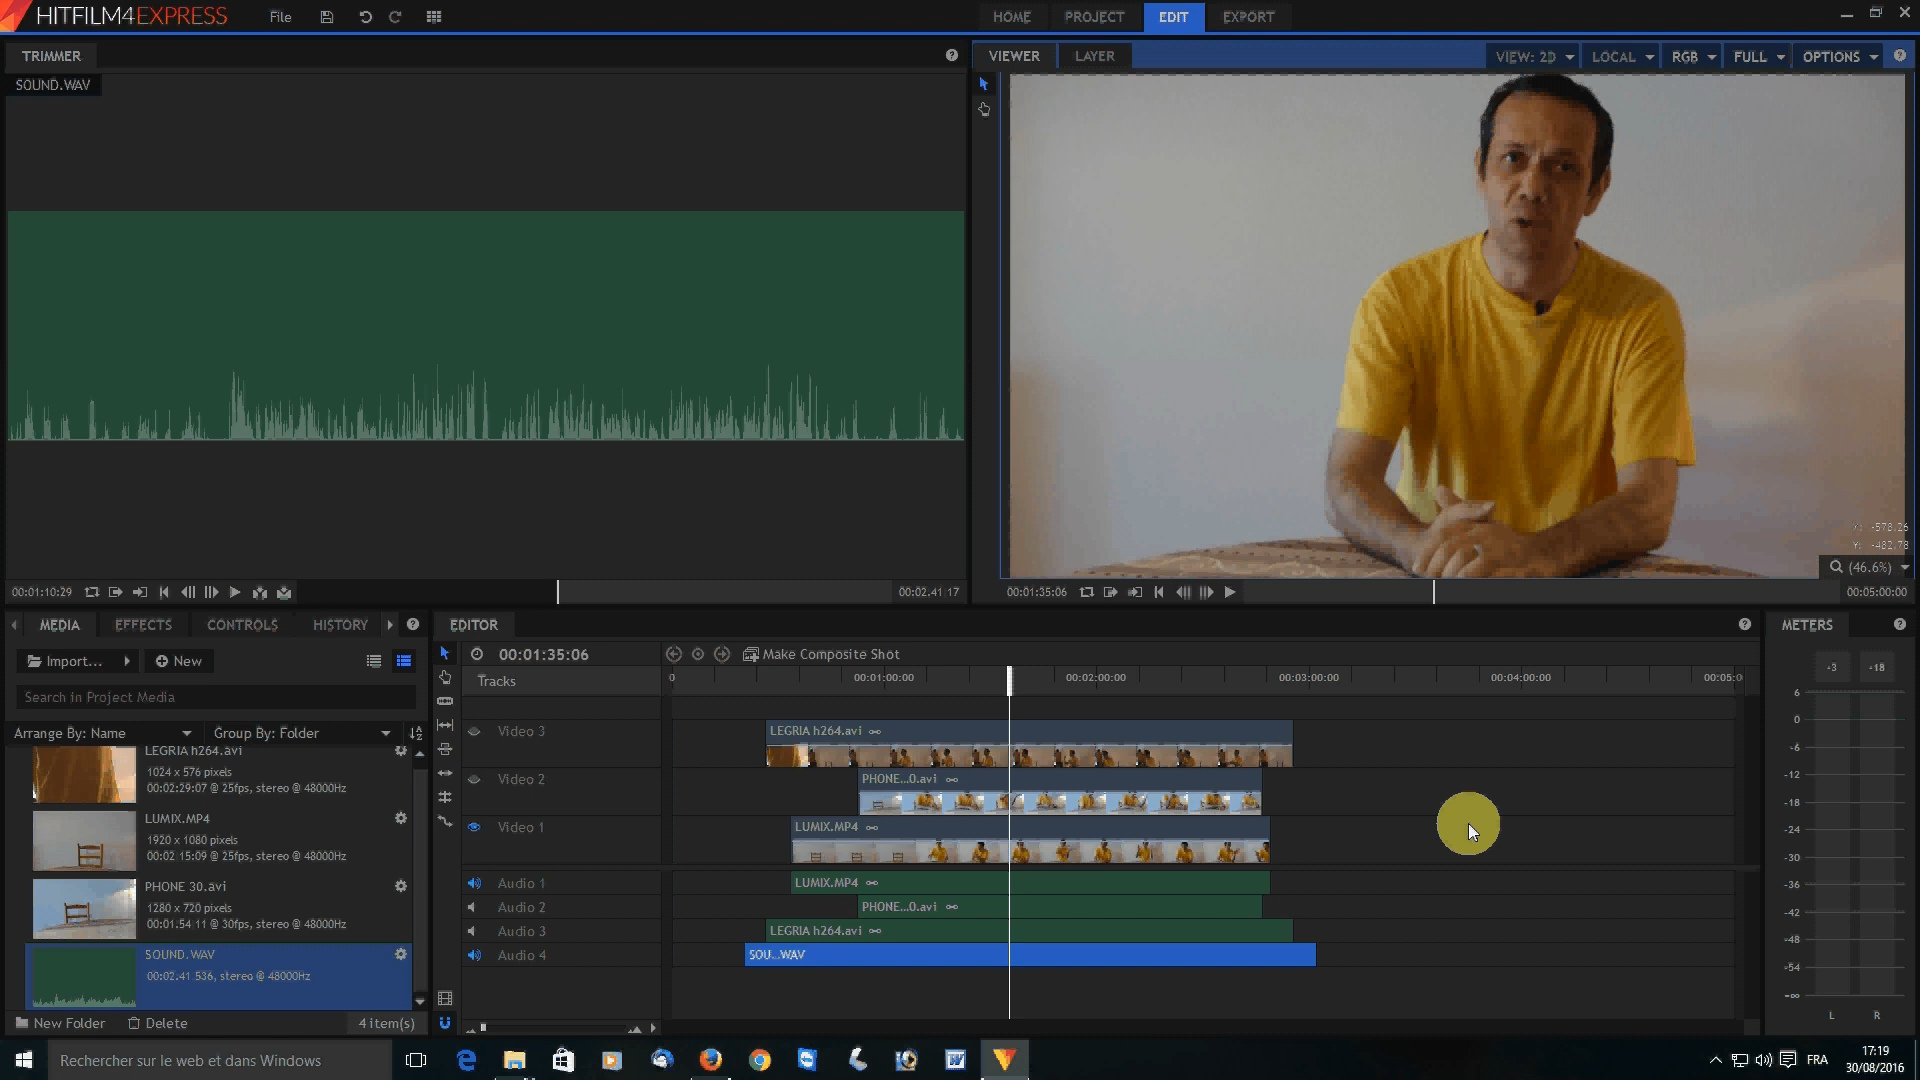 HITFILM4EXPRESS
File
HOME
PROJECT
EDIT
EXPORT
TRIMMER
SOUND.WAV
VIEWER
LAYER
VIEW: 2D
LOCAL
RGB
FULL
OPTIONS
Y: -482.78
(46.6%)
00:01:10:29
00:02:41:17
00:01:35:06
00:05:00:00
MEDIA
EFFECTS
CONTROLS
HISTORY
Import...
New
Search in Project Media
Arrange By: Name
Group By: Folder
LEGRIA h264.avi
1024 x 576 pixels
00:02:29:07 @ 25fps, stereo @ 48000Hz
LUMIX.MP4
1920 x 1080 pixels
00:02:15:09 @ 25fps, stereo @ 48000Hz
PHONE 30.avi
1280 x 720 pixels
00:01:54:11 @ 30fps, stereo @ 48000Hz
SOUND.WAV
00:02:41.536, stereo @ 48000Hz
New Folder
Delete
4 item(s)
EDITOR
00:01:35:06
Make Composite Shot
Tracks
0
00:01:00:00
00:02:00:00
00:03:00:00
00:04:00:00
00:05:0
Video 3
LEGRIA h264.avi
Video 2
PHONE...0.avi
Video 1
LUMIX.MP4
Audio 1
LUMIX.MP4
Audio 2
PHONE...0.avi
Audio 3
LEGRIA h264.avi
Audio 4
SOU...WAV
METERS
-3
-18
6
0
-6
-12
-18
-24
-30
-36
-42
-48
-54
-∞
L
R
Rechercher sur le web et dans Windows
FRA
17:19
30/08/2016